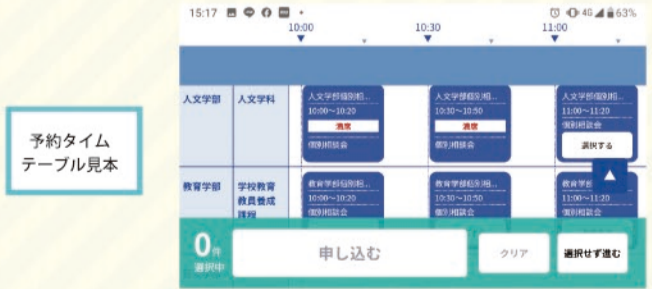 予約タイム
テーブル見本
15:17
4G 63%
10:00 10:30 11:00
人文学部 人文学科
人文学部個別相...
10:00~10:20
満席
個別相談会
人文学部個別相...
10:30~10:50
満席
個別相談会
人文学部個別相...
11:00~11:20
個別相談会
選択する
教育学部 学校教育
教員養成
課程
教育学部個別相...
10:00~10:20
個別相談会
教育学部個別相...
10:30~10:50
個別相談会
教育学部
11:00~11:20
個別相談会
0件
選択中
申し込む
クリア
選択せず進む